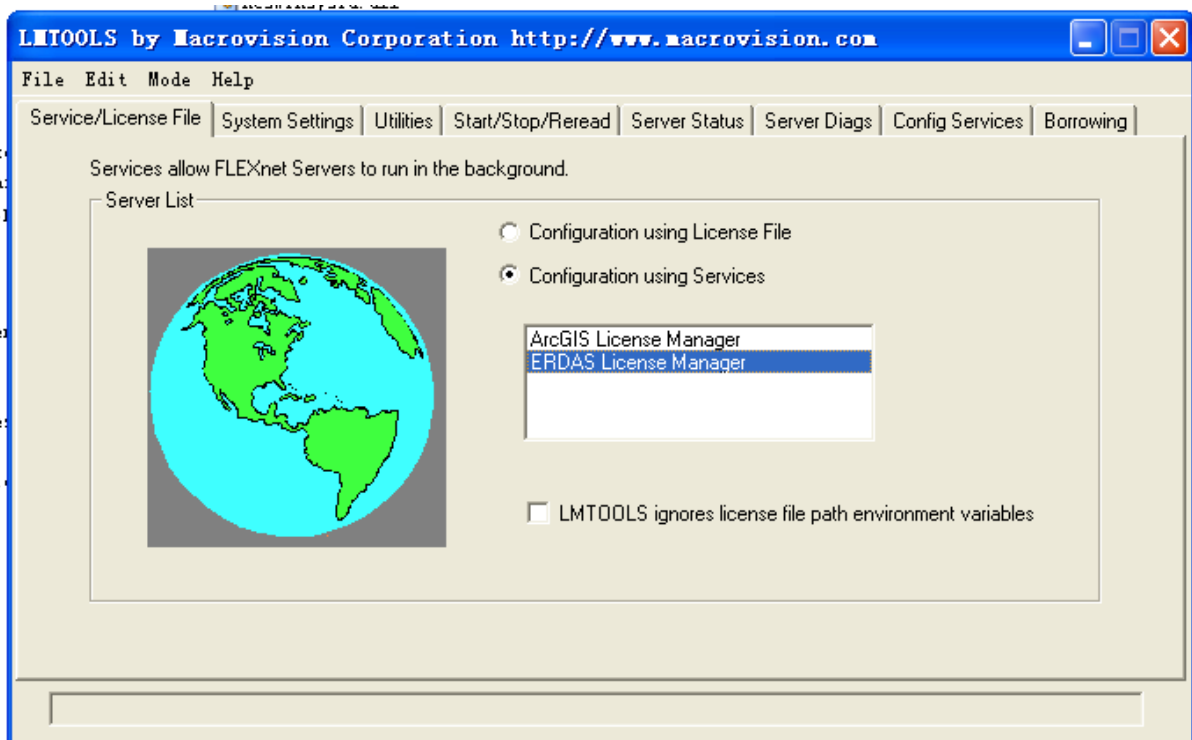 LMTOOLS by Macrovision Corporation http://www.macrovision.com
File Edit Mode Help
Service/License File System Settings Utilities Start/Stop/Reread Server Status Server Diags Config Services Borrowing
Services allow FLEXnet Servers to run in the background.
Server List
Configuration using License File
Configuration using Services
ArcGIS License Manager
ERDAS License Manager
LMTOOLS ignores license file path environment variables